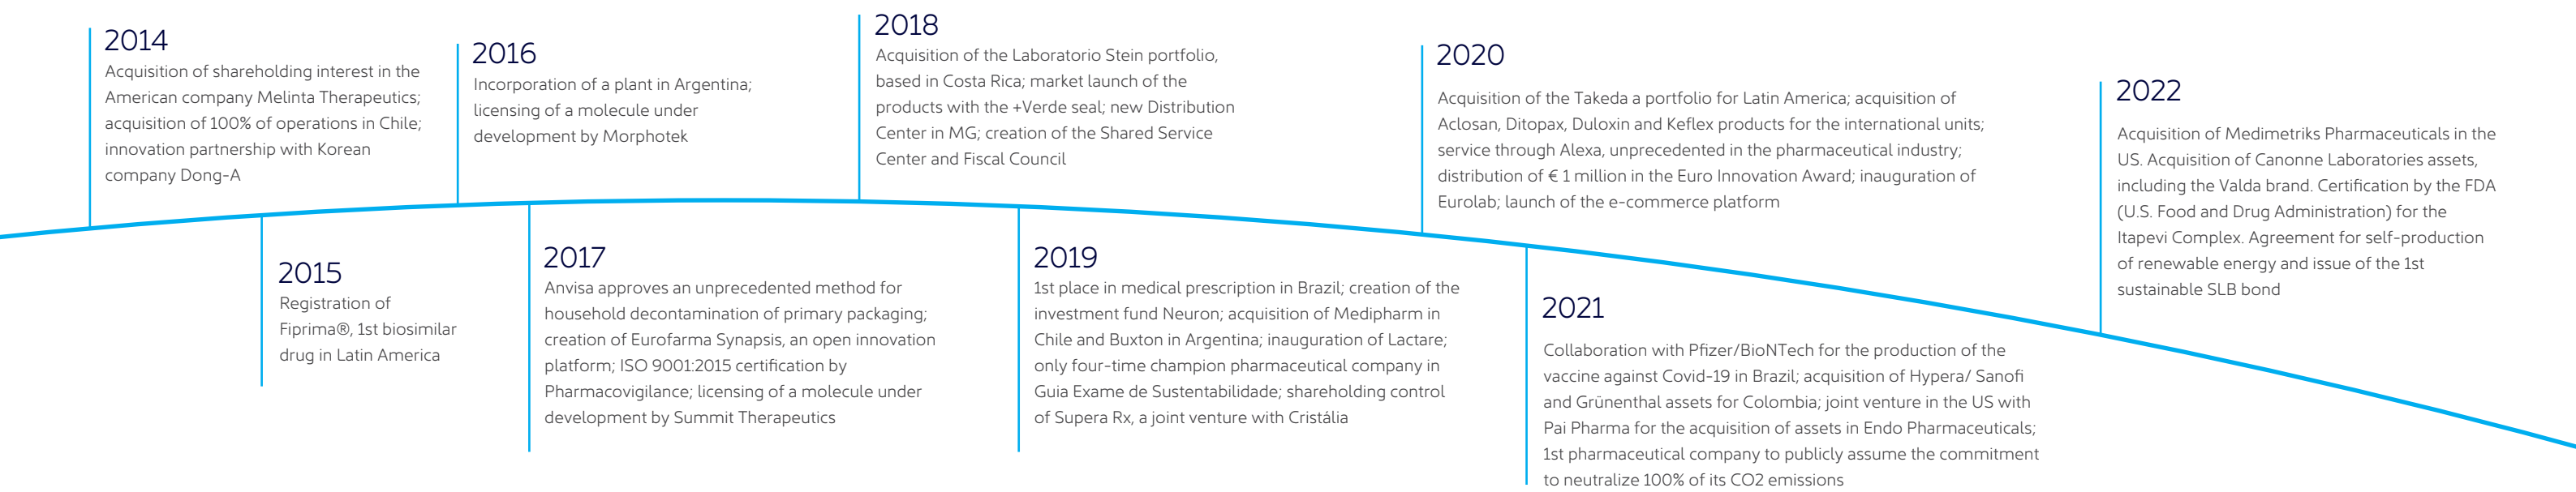 2014
Acquisition of shareholding interest in the
American company Melinta Therapeutics;
acquisition of 100% of operations in Chile;
innovation partnership with Korean
company Dong-A
2015
Registration of
Fiprima®, 1st biosimilar
drug in Latin America
2016
Incorporation of a plant in Argentina;
licensing of a molecule under
development by Morphotek
2017
Anvisa approves an unprecedented method for
household decontamination of primary packaging;
creation of Eurofarma Synapsis, an open innovation
platform; ISO 9001:2015 certification by
Pharmacovigilance; licensing of a molecule under
development by Summit Therapeutics
2018
Acquisition of the Laboratorio Stein portfolio,
based in Costa Rica; market launch of the
products with the +Verde seal; new Distribution
Center in MG; creation of the Shared Service
Center and Fiscal Council
2019
1st place in medical prescription in Brazil; creation of the
investment fund Neuron; acquisition of Medipharm in
Chile and Buxton in Argentina; inauguration of Lactare;
only four-time champion pharmaceutical company in
Guia Exame de Sustentabilidade; shareholding control
of Supera Rx, a joint venture with Cristália
2020
Acquisition of the Takeda a portfolio for Latin America; acquisition of
Aclosan, Ditopax, Duloxin and Keflex products for the international units;
service through Alexa, unprecedented in the pharmaceutical industry;
distribution of € 1 million in the Euro Innovation Award; inauguration of
Eurolab; launch of the e-commerce platform
2021
Collaboration with Pfizer/BioNTech for the production of the
vaccine against Covid-19 in Brazil; acquisition of Hypera/ Sanofi
and Grünenthal assets for Colombia; joint venture in the US with
Pai Pharma for the acquisition of assets in Endo Pharmaceuticals;
1st pharmaceutical company to publicly assume the commitment
to neutralize 100% of its CO2 emissions
2022
Acquisition of Medimetriks Pharmaceuticals in the
US. Acquisition of Canonne Laboratories assets,
including the Valda brand. Certification by the FDA
(U.S. Food and Drug Administration) for the
Itapevi Complex. Agreement for self-production
of renewable energy and issue of the 1st
sustainable SLB bond